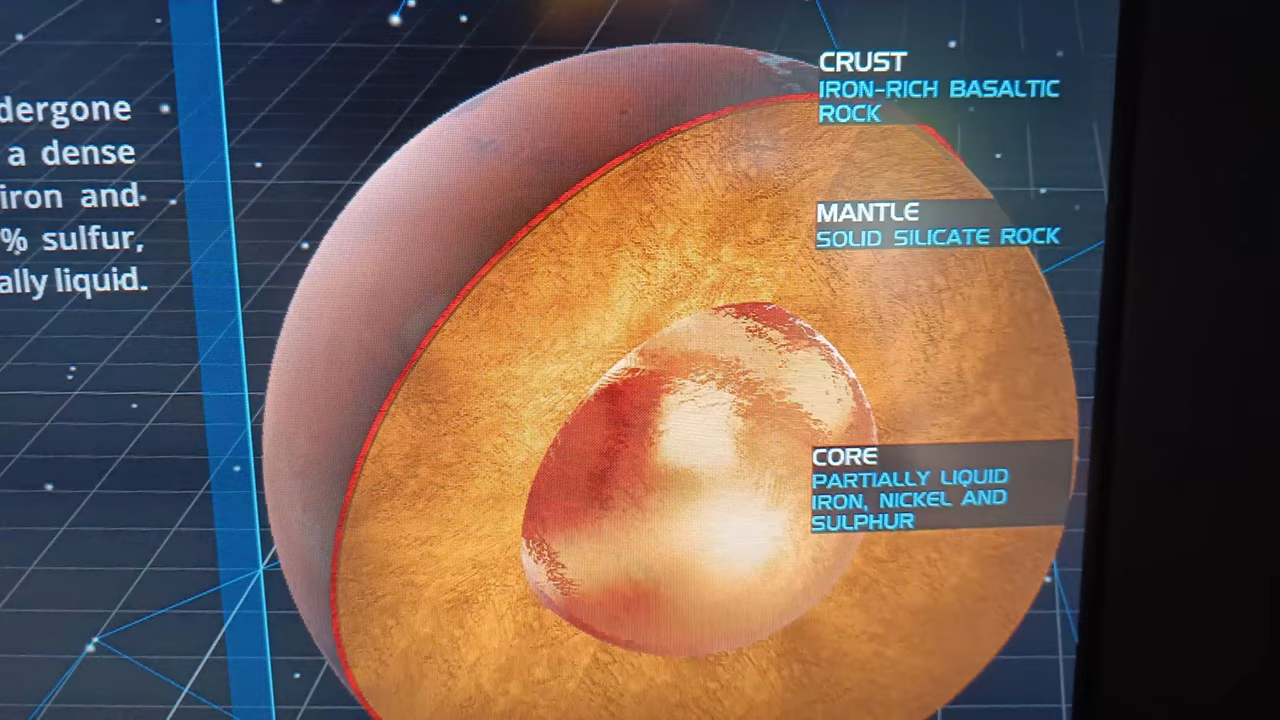 dergone
a dense
iron and
% sulfur,
ally liquid.
CRUST
IRON-RICH BASALTIC
ROCK
MANTLE
SOLID SILICATE ROCK
CORE
PARTIALLY LIQUID
IRON, NICKEL AND
SULPHUR